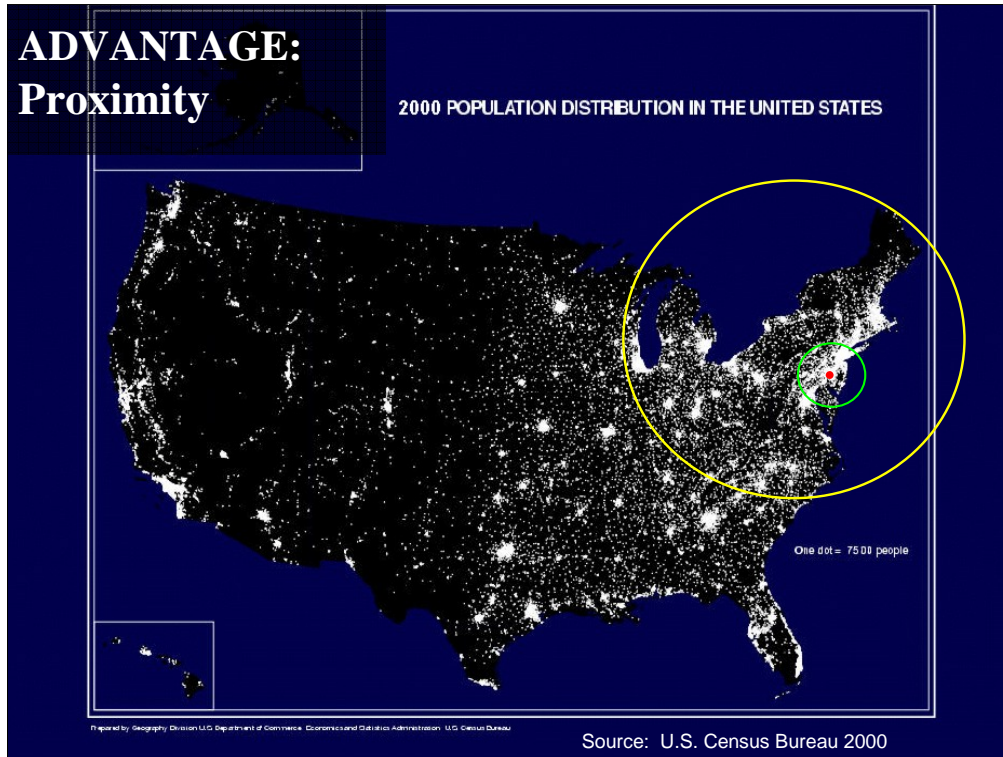 ADVANTAGE:
Proximity
2000 POPULATION DISTRIBUTION IN THE UNITED STATES
One dot = 7500 people
Prepared by Geography Division U.S. Department of Commerce Economics and Statistics Administration U.S. Census Bureau
Source: U.S. Census Bureau 2000